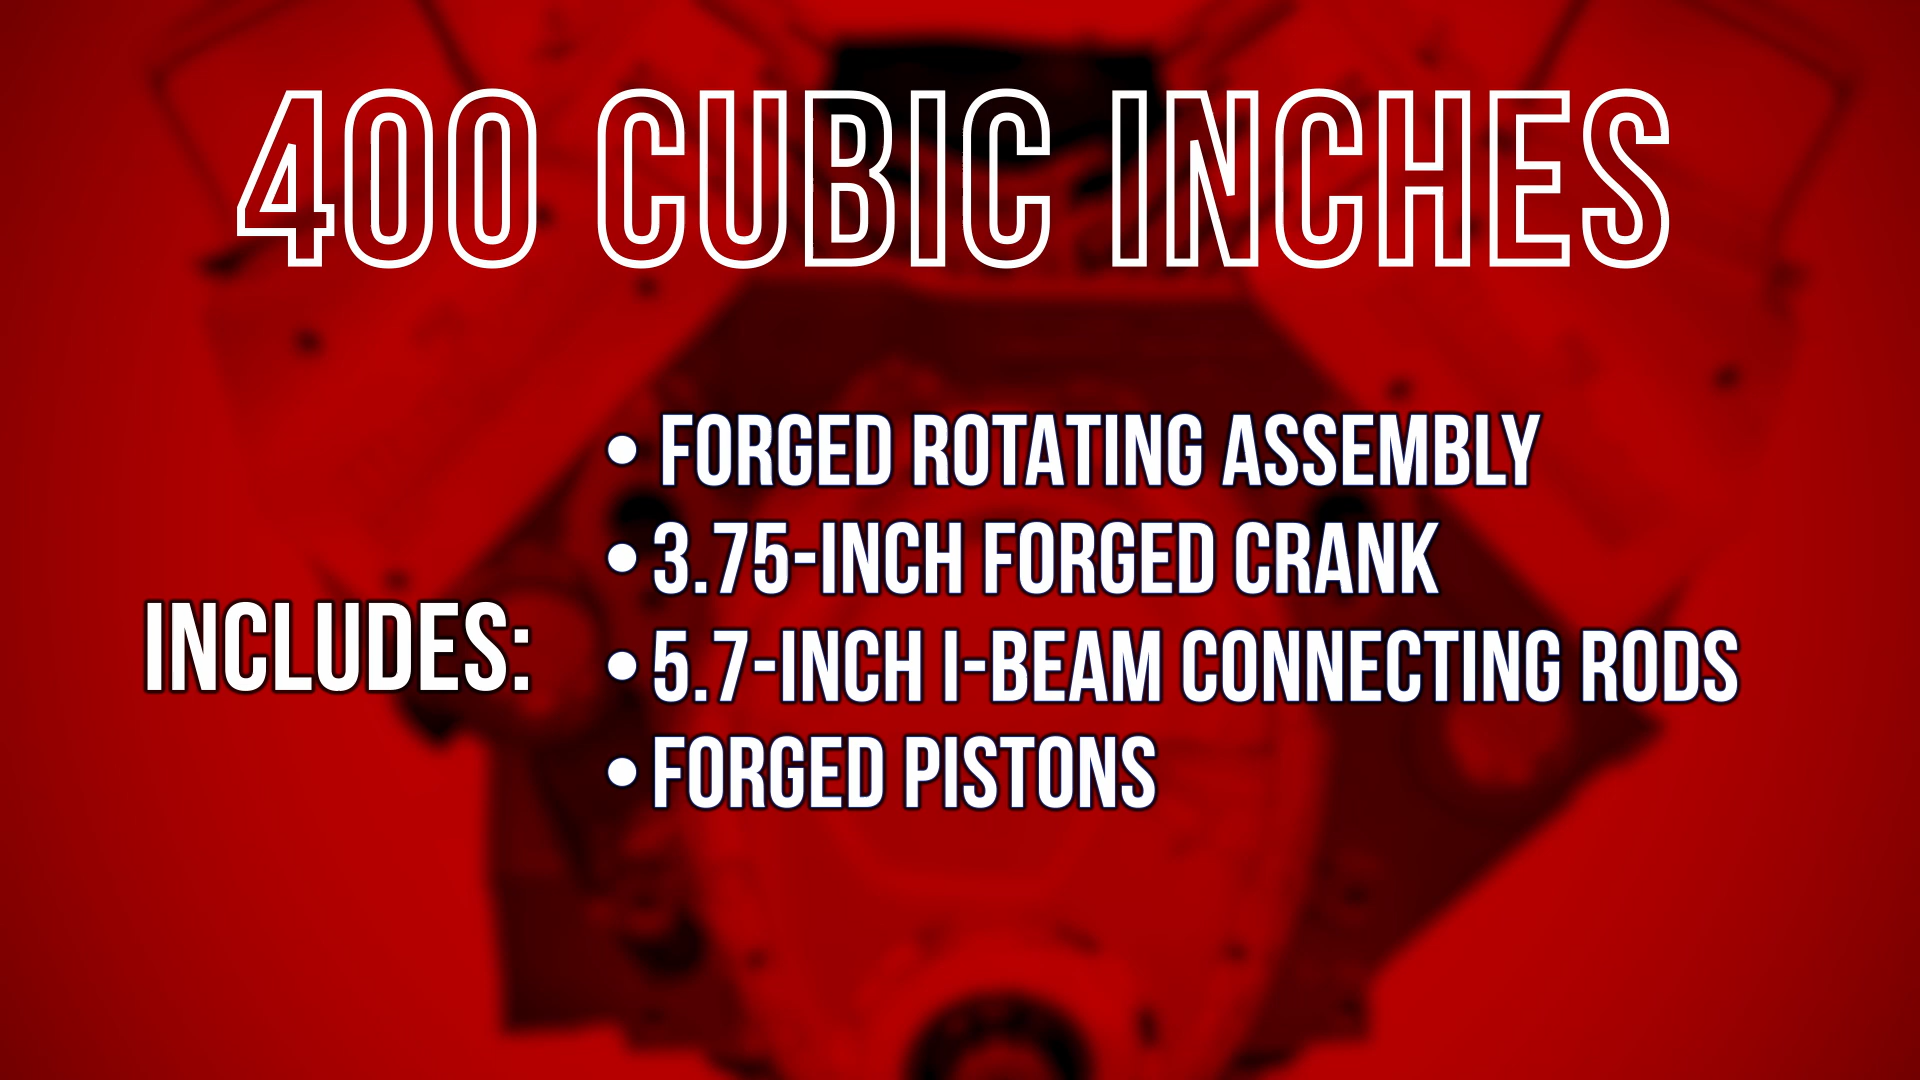 400 CUBIC INCHES
INCLUDES:
• FORGED ROTATING ASSEMBLY
• 3.75-INCH FORGED CRANK
• 5.7-INCH I-BEAM CONNECTING RODS
• FORGED PISTONS